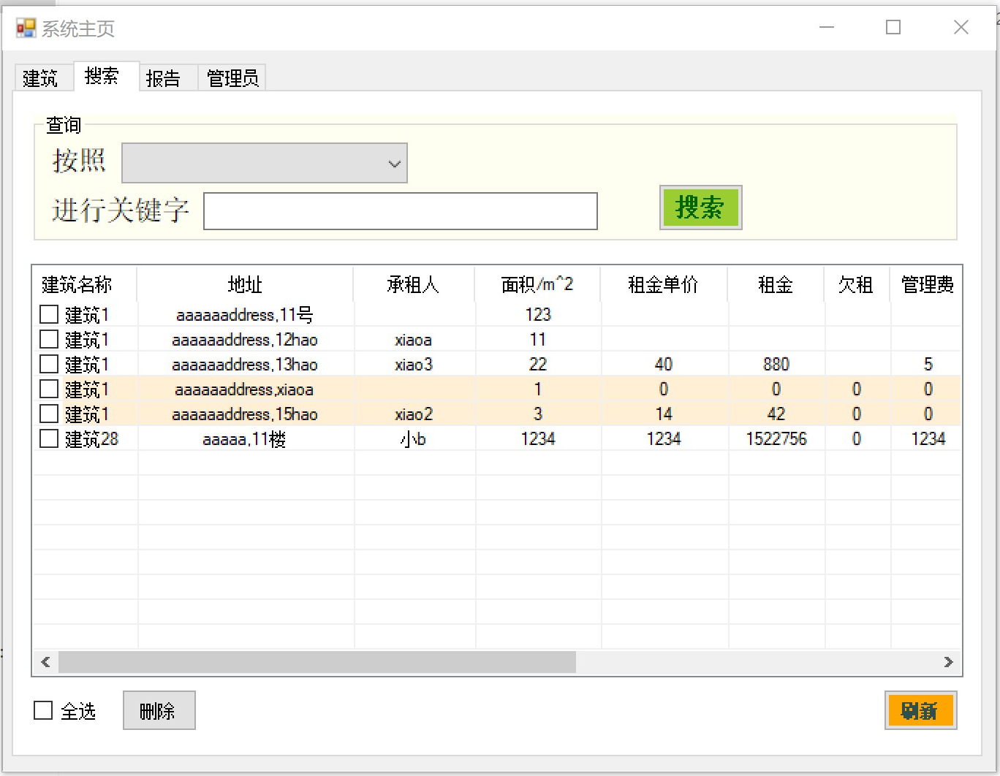 系统主页
建筑 搜索 报告 管理员
查询
按照
进行关键字 搜索
建筑名称 地址 承租人 面积/m^2 租金单价 租金 欠租 管理费
建筑1 aaaaaaddress,11号 123
建筑1 aaaaaaddress,12hao xiaoa 11
建筑1 aaaaaaddress,13hao xiao3 22 40 880 5
建筑1 aaaaaaddress,xiaoa 1 0 0 0 0
建筑1 aaaaaaddress,15hao xiao2 3 14 42 0 0
建筑28 aaaaa,11楼 小b 1234 1234 1522756 0 1234
全选 删除 刷新